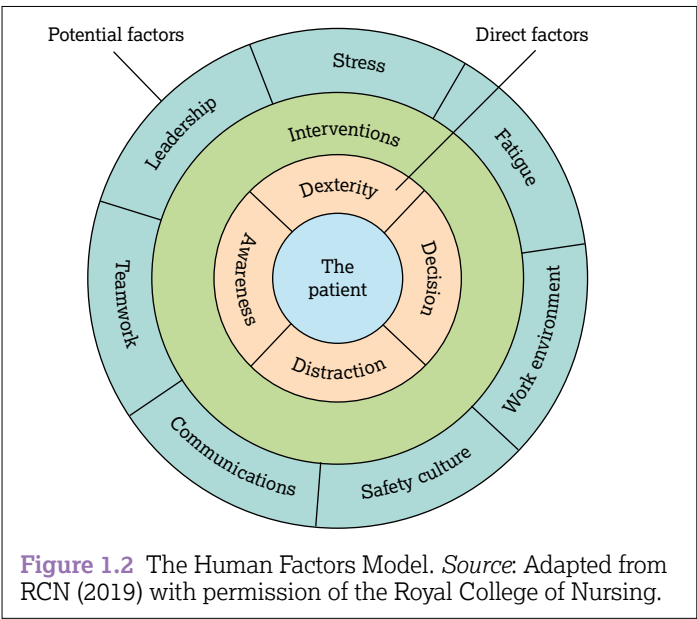 Potential factors
Direct factors
Stress
Leadership
Interventions
Fatigue
Dexterity
Awareness
The
patient
Decision
Teamwork
Distraction
Work environment
Communications
Safety culture
Figure 1.2 The Human Factors Model. Source: Adapted from
RCN (2019) with permission of the Royal College of Nursing.